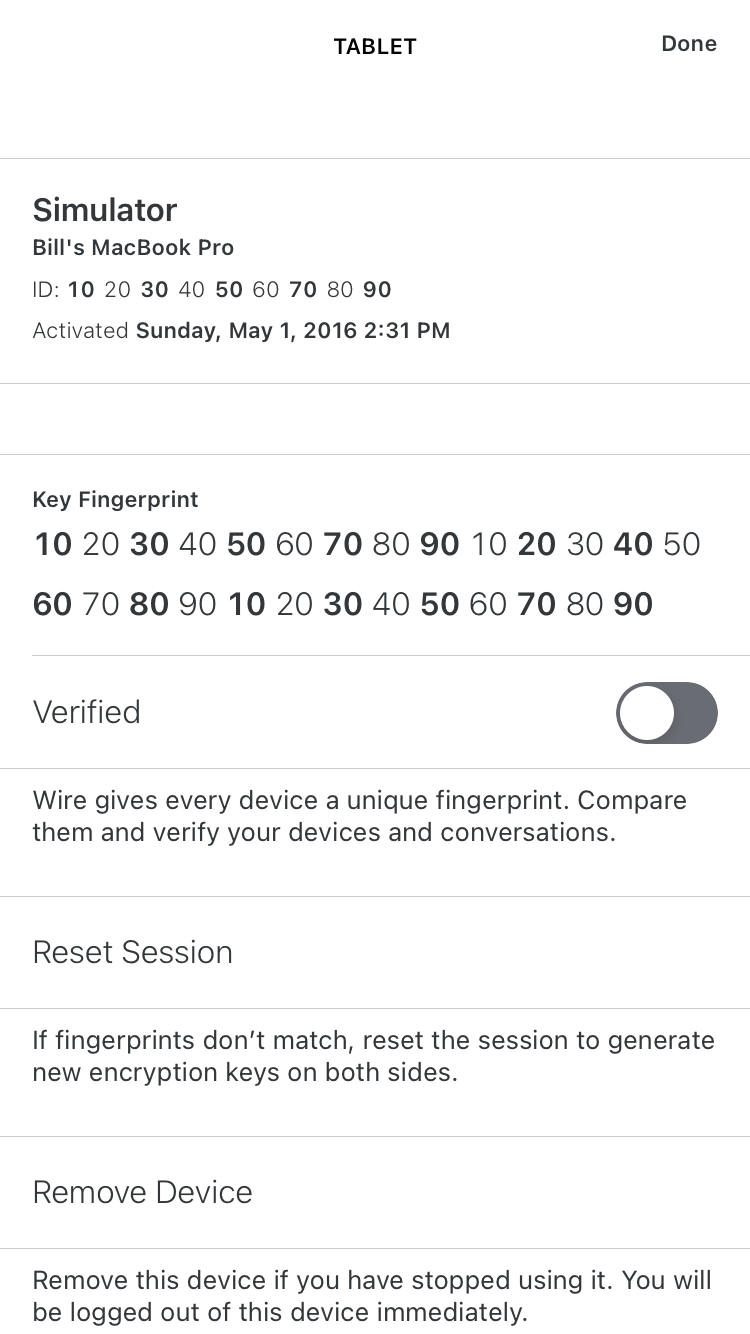 TABLET
Done
Simulator
Bill's MacBook Pro
ID: 10 20 30 40 50 60 70 80 90
Activated Sunday, May 1, 2016 2:31 PM
Key Fingerprint
10 20 30 40 50 60 70 80 90 10 20 30 40 50
60 70 80 90 10 20 30 40 50 60 70 80 90
Verified
Wire gives every device a unique fingerprint. Compare
them and verify your devices and conversations.
Reset Session
If fingerprints don’t match, reset the session to generate
new encryption keys on both sides.
Remove Device
Remove this device if you have stopped using it. You will
be logged out of this device immediately.